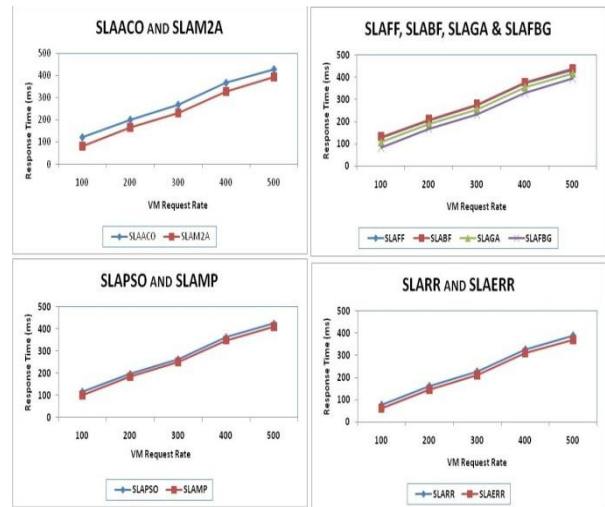 SLAACO AND SLAM2A
Response Time (ms)
500
400
300
200
100
0
100 200 300 400 500
VM Request Rate
SLAACO SLAM2A
SLAFF, SLABF, SLAGA & SLAFBG
Response Time (ms)
500
400
300
200
100
0
100 200 300 400 500
VM Request Rate
SLAFF SLABF SLAGA SLAFBG
SLAPSO AND SLAMP
Response Time (ms)
500
400
300
200
100
0
100 200 300 400 500
VM Request Rate
SLAPSO SLAMP
SLARR AND SLAERR
Response Time (ms)
500
400
300
200
100
0
100 200 300 400 500
VM Request Rate
SLARR SLAERR